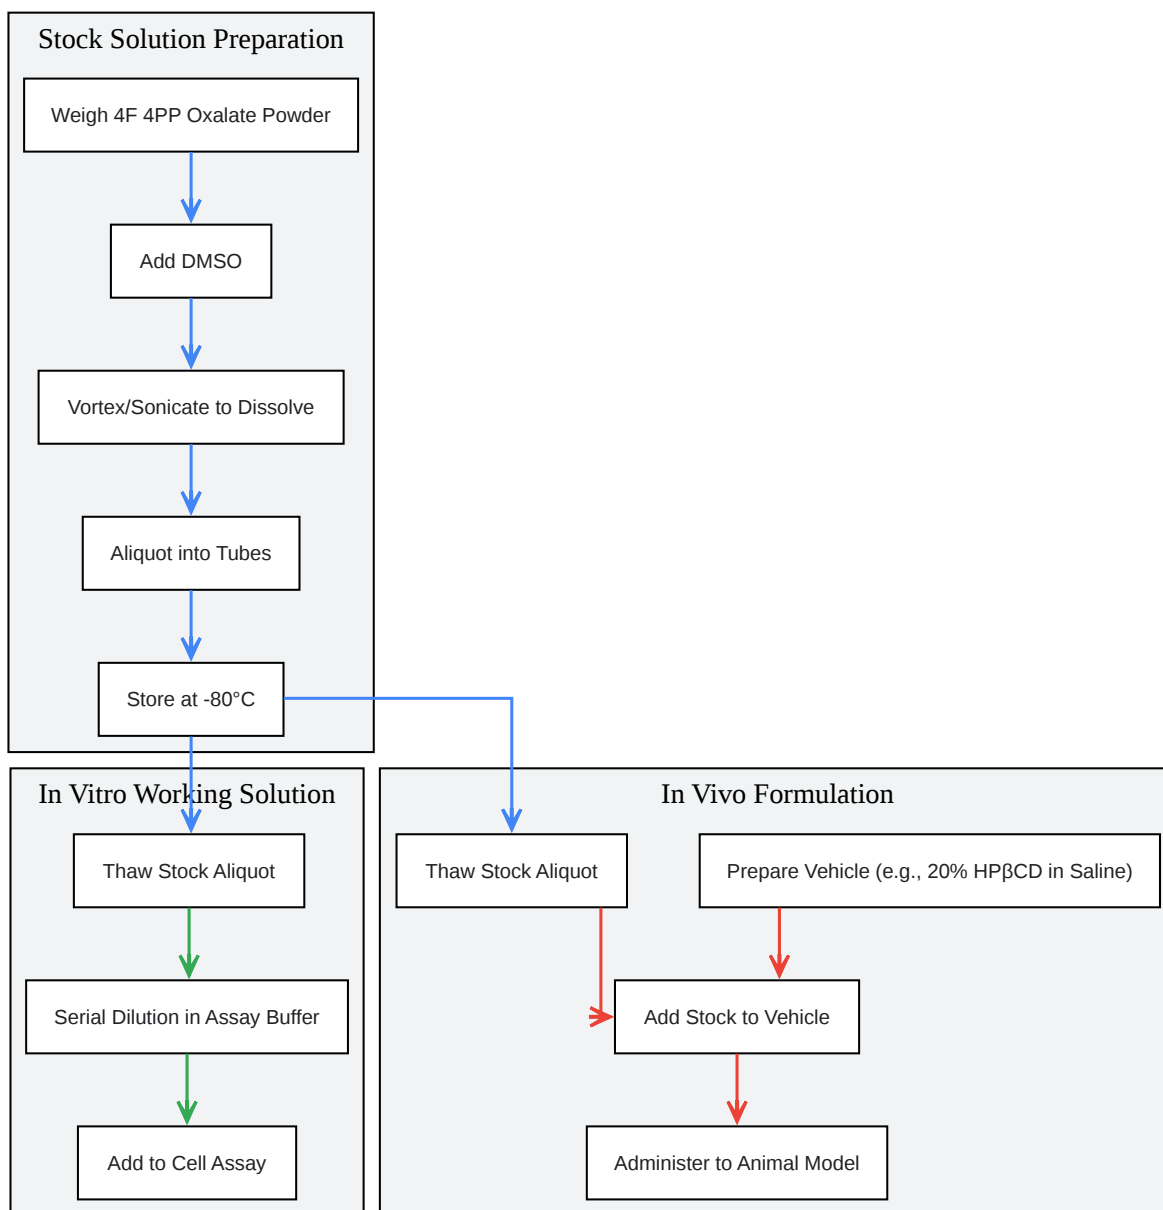 Stock Solution Preparation
Weigh 4F 4PP Oxalate Powder
Add DMSO
Vortex/Sonicate to Dissolve
Aliquot into Tubes
Store at -80°C
In Vitro Working Solution
Thaw Stock Aliquot
Serial Dilution in Assay Buffer
Add to Cell Assay
In Vivo Formulation
Thaw Stock Aliquot
Prepare Vehicle (e.g., 20% HPβCD in Saline)
Add Stock to Vehicle
Administer to Animal Model